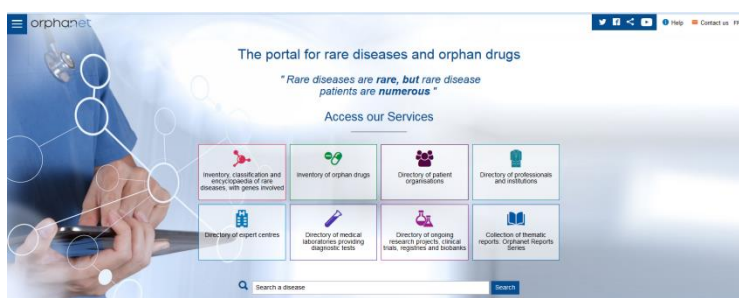 orphanet
Help
Contact us
FR
The portal for rare diseases and orphan drugs
" Rare diseases are rare, but rare disease
patients are numerous "
Access our Services
Inventory, classification and
encyclopaedia of rare
diseases, with genes involved
Inventory of orphan drugs
Directory of patient
organisations
Directory of professionals
and institutions
Directory of expert centres
Directory of medical
laboratories providing
diagnostic tests
Directory of ongoing
research projects, clinical
trials, registries and biobanks
Collection of thematic
reports: Orphanet Reports
Series
Search a disease
Search